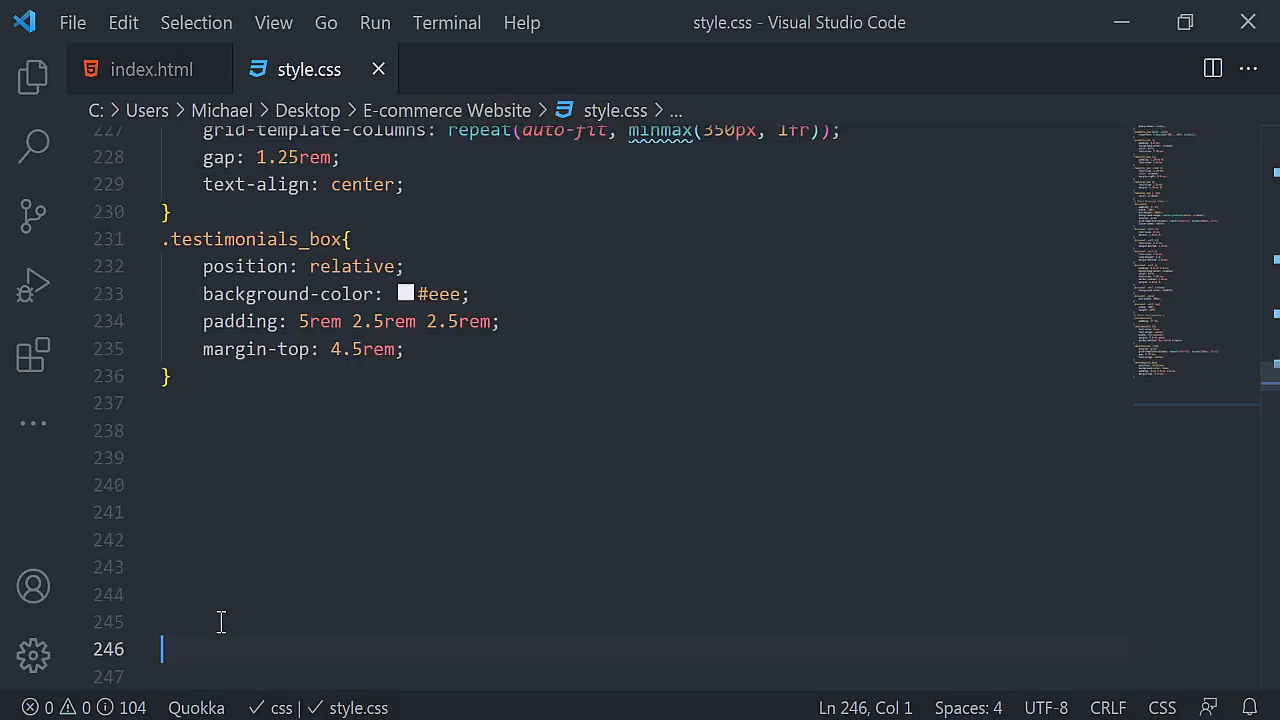 File Edit Selection View Go Run Terminal Help style.css - Visual Studio Code
index.html style.css
C: > Users > Michael > Desktop > E-commerce Website > style.css > ...
227 grid-template-columns: repeat(auto-fit, minmax(350px, 1fr));
228 gap: 1.25rem;
229 text-align: center;
230 }
231 .testimonials_box{
232 position: relative;
233 background-color: #eee;
234 padding: 5rem 2.5rem 2.5rem;
235 margin-top: 4.5rem;
236 }
237
238
239
240
241
242
243
244
245
246
247
0 0 104 Quokka css | style.css Ln 246, Col 1 Spaces: 4 UTF-8 CRLF CSS